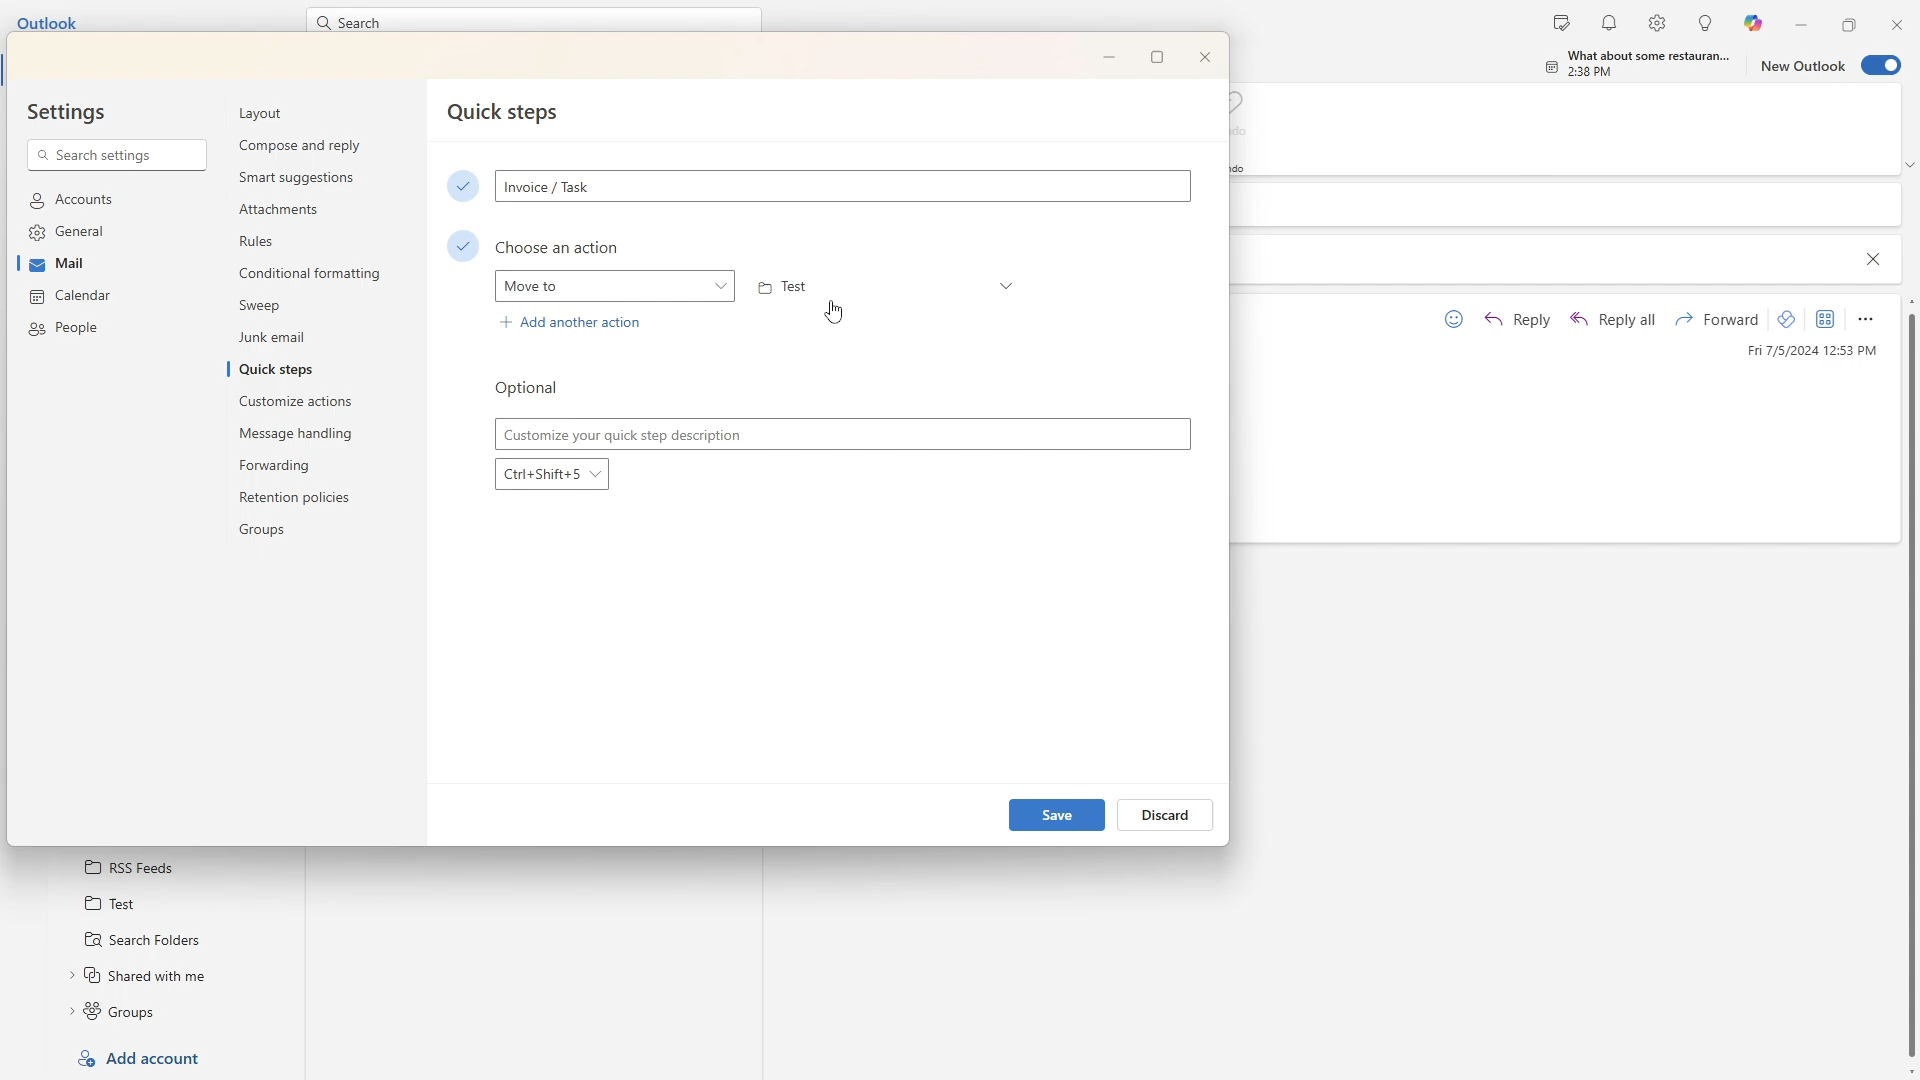 Outlook
Search
What about some restauran...
2:38 PM
New Outlook
Settings
Search settings
Accounts
General
Mail
Calendar
People
Layout
Compose and reply
Smart suggestions
Attachments
Rules
Conditional formatting
Sweep
Junk email
Quick steps
Customize actions
Message handling
Forwarding
Retention policies
Groups
Quick steps
Invoice / Task
Choose an action
Move to
Test
Add another action
Optional
Customize your quick step description
Ctrl+Shift+5
Save
Discard
do
ndo
Reply
Reply all
Forward
Fri 7/5/2024 12:53 PM
RSS Feeds
Test
Search Folders
Shared with me
Groups
Add account